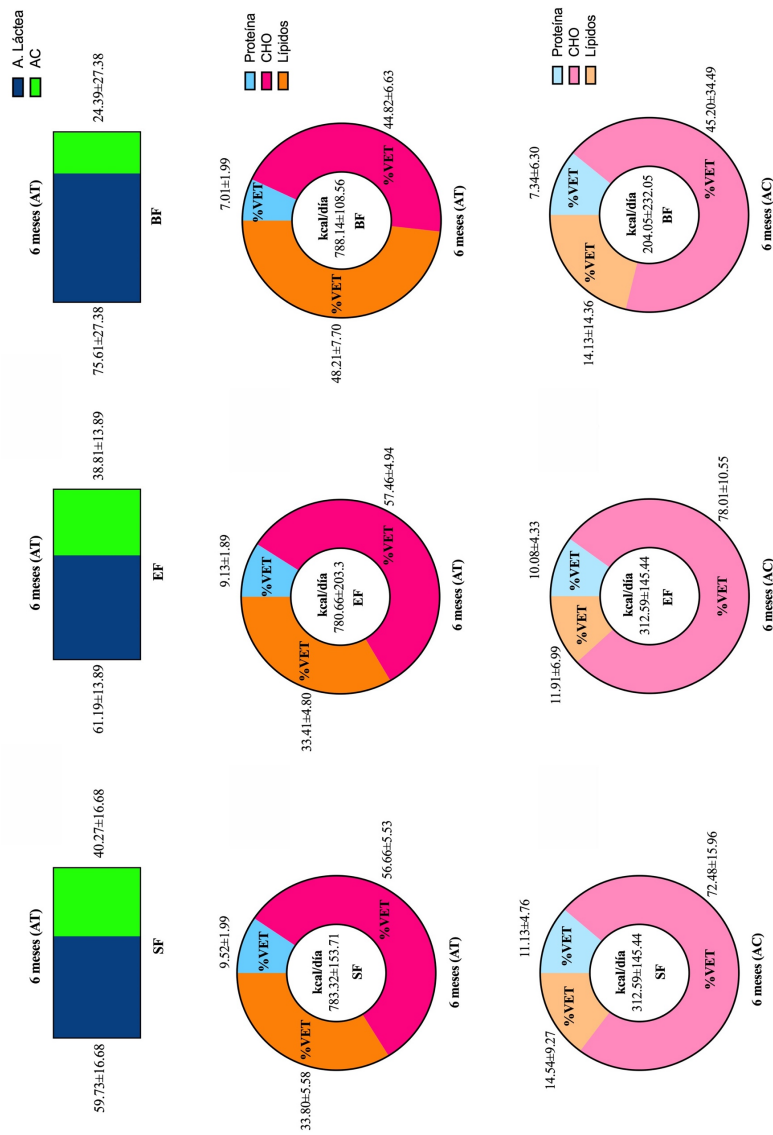 6 meses (AT)
59.73±16.68
40.27±16.68
SF
6 meses (AT)
61.19±13.89
38.81±13.89
EF
6 meses (AT)
75.61±27.38
24.39±27.38
BF
A. Láctea
AC
9.52±1.99
33.80±5.58
56.66±5.53
%VET
%VET
%VET
kcal/día
783.32±153.71
SF
6 meses (AT)
9.13±1.89
33.41±4.80
57.46±4.94
%VET
%VET
%VET
kcal/día
780.66±203.3
EF
6 meses (AT)
7.01±1.99
48.21±7.70
44.82±6.63
%VET
%VET
%VET
kcal/día
788.14±108.56
BF
6 meses (AT)
Proteína
CHO
Lípidos
11.13±4.76
14.54±9.27
72.48±15.96
%VET
%VET
%VET
kcal/día
312.59±145.44
SF
6 meses (AC)
10.08±4.33
11.91±6.99
78.01±10.55
%VET
%VET
%VET
kcal/día
312.59±145.44
EF
6 meses (AC)
7.34±6.30
14.13±14.36
45.20±34.49
%VET
%VET
%VET
kcal/día
204.05±232.05
BF
6 meses (AC)
Proteína
CHO
Lípidos